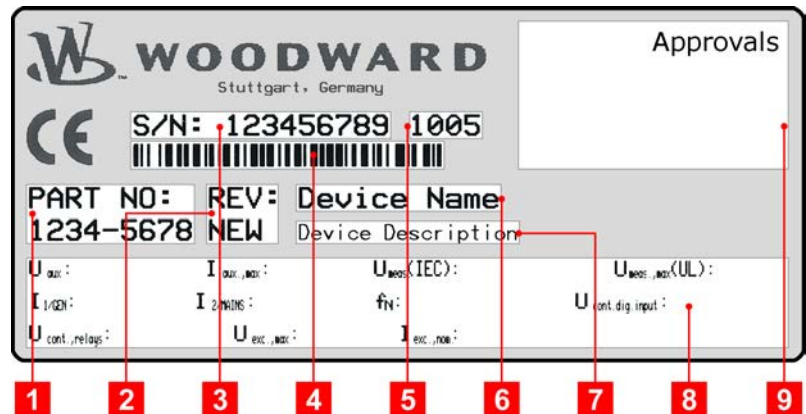 WOODWARD
Stuttgart, Germany
Approvals
CE
S/N: 123456789 1005
PART NO: REV: Device Name
1234-5678 NEW Device Description
U aux : I aux.,max : U meas(IEC): U meas.,max(UL):
I 1/GEN : I 2/MAINS : fN : U cont.dig.input :
U cont.,relays : U exc.,max : I exc.,nom.:
1 2 3 4 5 6 7 8 9